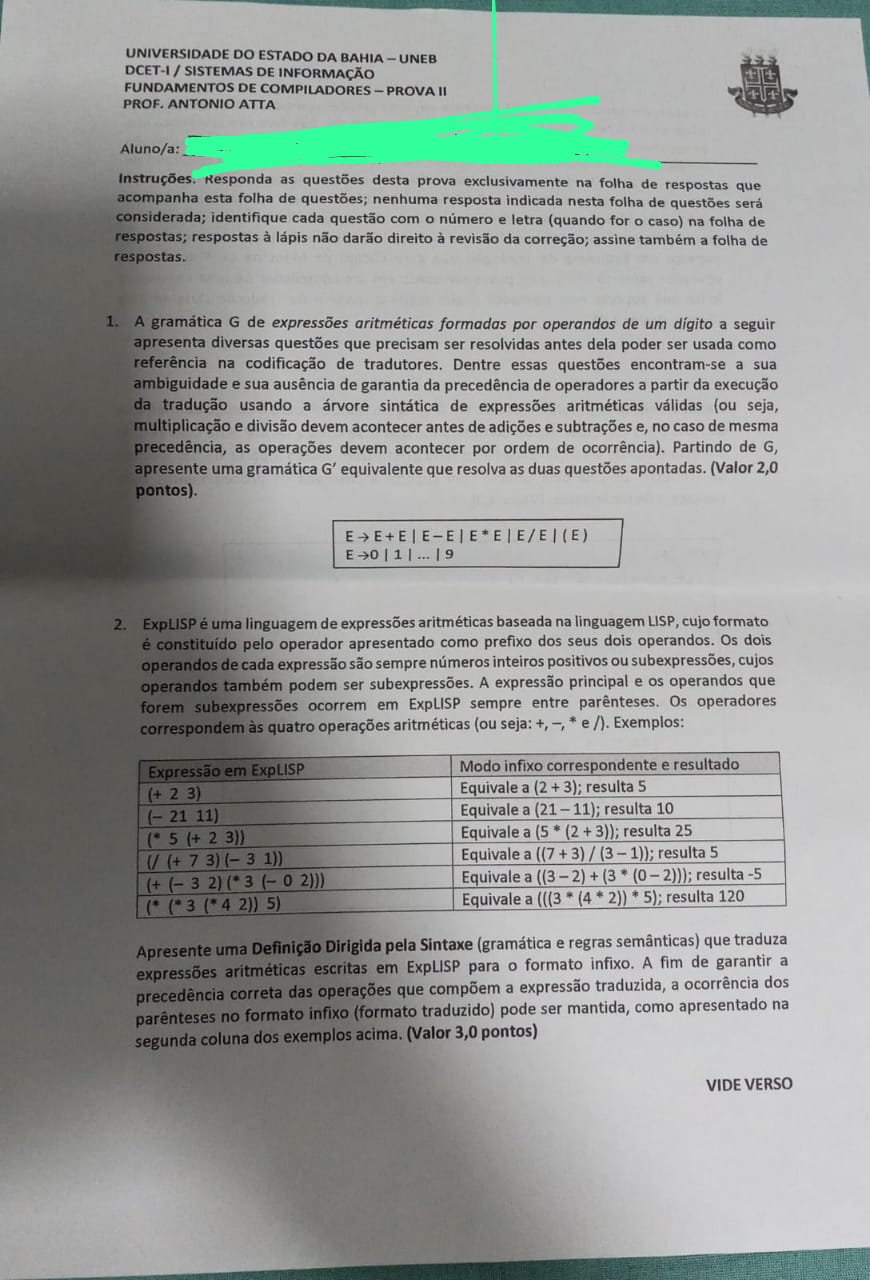 UNIVERSIDADE DO ESTADO DA BAHIA – UNEB
DCET-I / SISTEMAS DE INFORMAÇÃO
FUNDAMENTOS DE COMPILADORES – PROVA II
PROF. ANTONIO ATTA
Aluno/a:
Instruções. Responda as questões desta prova exclusivamente na folha de respostas que
acompanha esta folha de questões; nenhuma resposta indicada nesta folha de questões será
considerada; identifique cada questão com o número e letra (quando for o caso) na folha de
respostas; respostas à lápis não darão direito à revisão da correção; assine também a folha de
respostas.
1. A gramática G de expressões aritméticas formadas por operandos de um dígito a seguir
apresenta diversas questões que precisam ser resolvidas antes dela poder ser usada como
referência na codificação de tradutores. Dentre essas questões encontram-se a sua
ambiguidade e sua ausência de garantia da precedência de operadores a partir da execução
da tradução usando a árvore sintática de expressões aritméticas válidas (ou seja,
multiplicação e divisão devem acontecer antes de adições e subtrações e, no caso de mesma
precedência, as operações devem acontecer por ordem de ocorrência). Partindo de G,
apresente uma gramática G’ equivalente que resolva as duas questões apontadas. (Valor 2,0
pontos).
E → E + E | E – E | E * E | E / E | ( E )
E →0 | 1 | ... | 9
2. ExpLISP é uma linguagem de expressões aritméticas baseada na linguagem LISP, cujo formato
é constituído pelo operador apresentado como prefixo dos seus dois operandos. Os dois
operandos de cada expressão são sempre números inteiros positivos ou subexpressões, cujos
operandos também podem ser subexpressões. A expressão principal e os operandos que
forem subexpressões ocorrem em ExpLISP sempre entre parênteses. Os operadores
correspondem às quatro operações aritméticas (ou seja: +, –, * e /). Exemplos:
Expressão em ExpLISP Modo infixo correspondente e resultado
(+ 2 3) Equivale a (2 + 3); resulta 5
(– 21 11) Equivale a (21 – 11); resulta 10
(* 5 (+ 2 3)) Equivale a (5 * (2 + 3)); resulta 25
(/ (+ 7 3) (– 3 1)) Equivale a ((7 + 3) / (3 – 1)); resulta 5
(+ (– 3 2) (* 3 (– 0 2))) Equivale a ((3 – 2) + (3 * (0 – 2))); resulta -5
(* (* 3 (* 4 2)) 5) Equivale a (((3 * (4 * 2)) * 5); resulta 120
Apresente uma Definição Dirigida pela Sintaxe (gramática e regras semânticas) que traduza
expressões aritméticas escritas em ExpLISP para o formato infixo. A fim de garantir a
precedência correta das operações que compõem a expressão traduzida, a ocorrência dos
parênteses no formato infixo (formato traduzido) pode ser mantida, como apresentado na
segunda coluna dos exemplos acima. (Valor 3,0 pontos)
VIDE VERSO